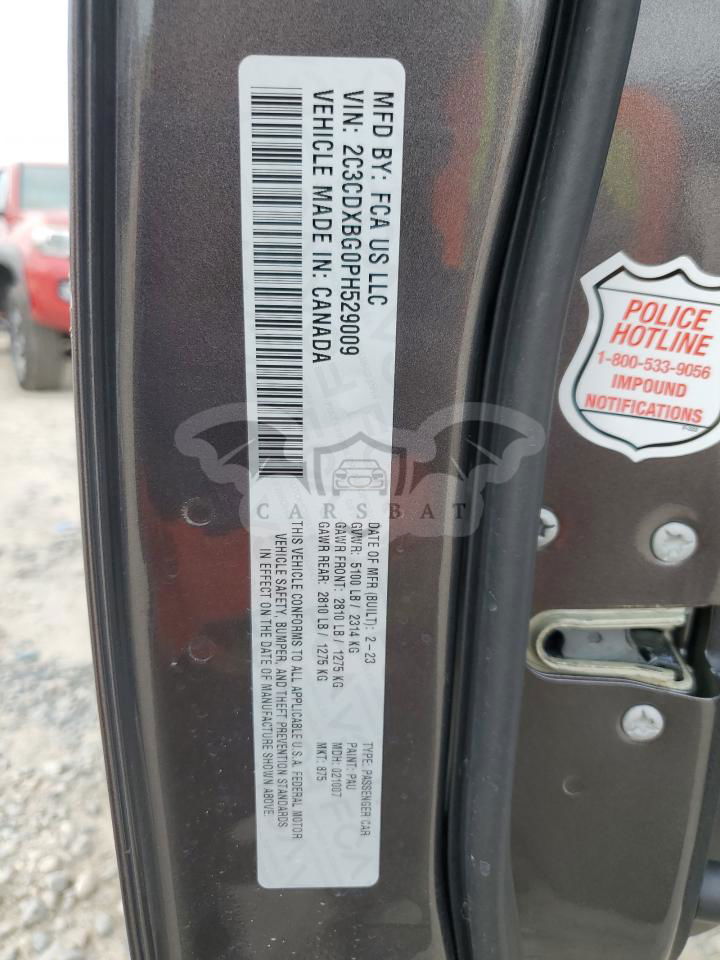 MFD BY: FCA US LLC
VIN: 2C3CDXBG0PH529009
VEHICLE MADE IN: CANADA
DATE OF MFR (BUILT): 2-23
GVWR: 5100 LB / 2314 KG
GAWR FRONT: 2810 LB / 1275 KG
GAWR REAR: 2810 LB / 1275 KG
THIS VEHICLE CONFORMS TO ALL APPLICABLE U.S.A. FEDERAL MOTOR
VEHICLE SAFETY, BUMPER, AND THEFT PREVENTION STANDARDS
IN EFFECT ON THE DATE OF MANUFACTURE SHOWN ABOVE.
TYPE: PASSENGER CAR
PAINT: PAU
MDH: 021007
MKT: 875
POLICE
HOTLINE
1-800-533-9056
IMPOUND
NOTIFICATIONS
CARSBAT